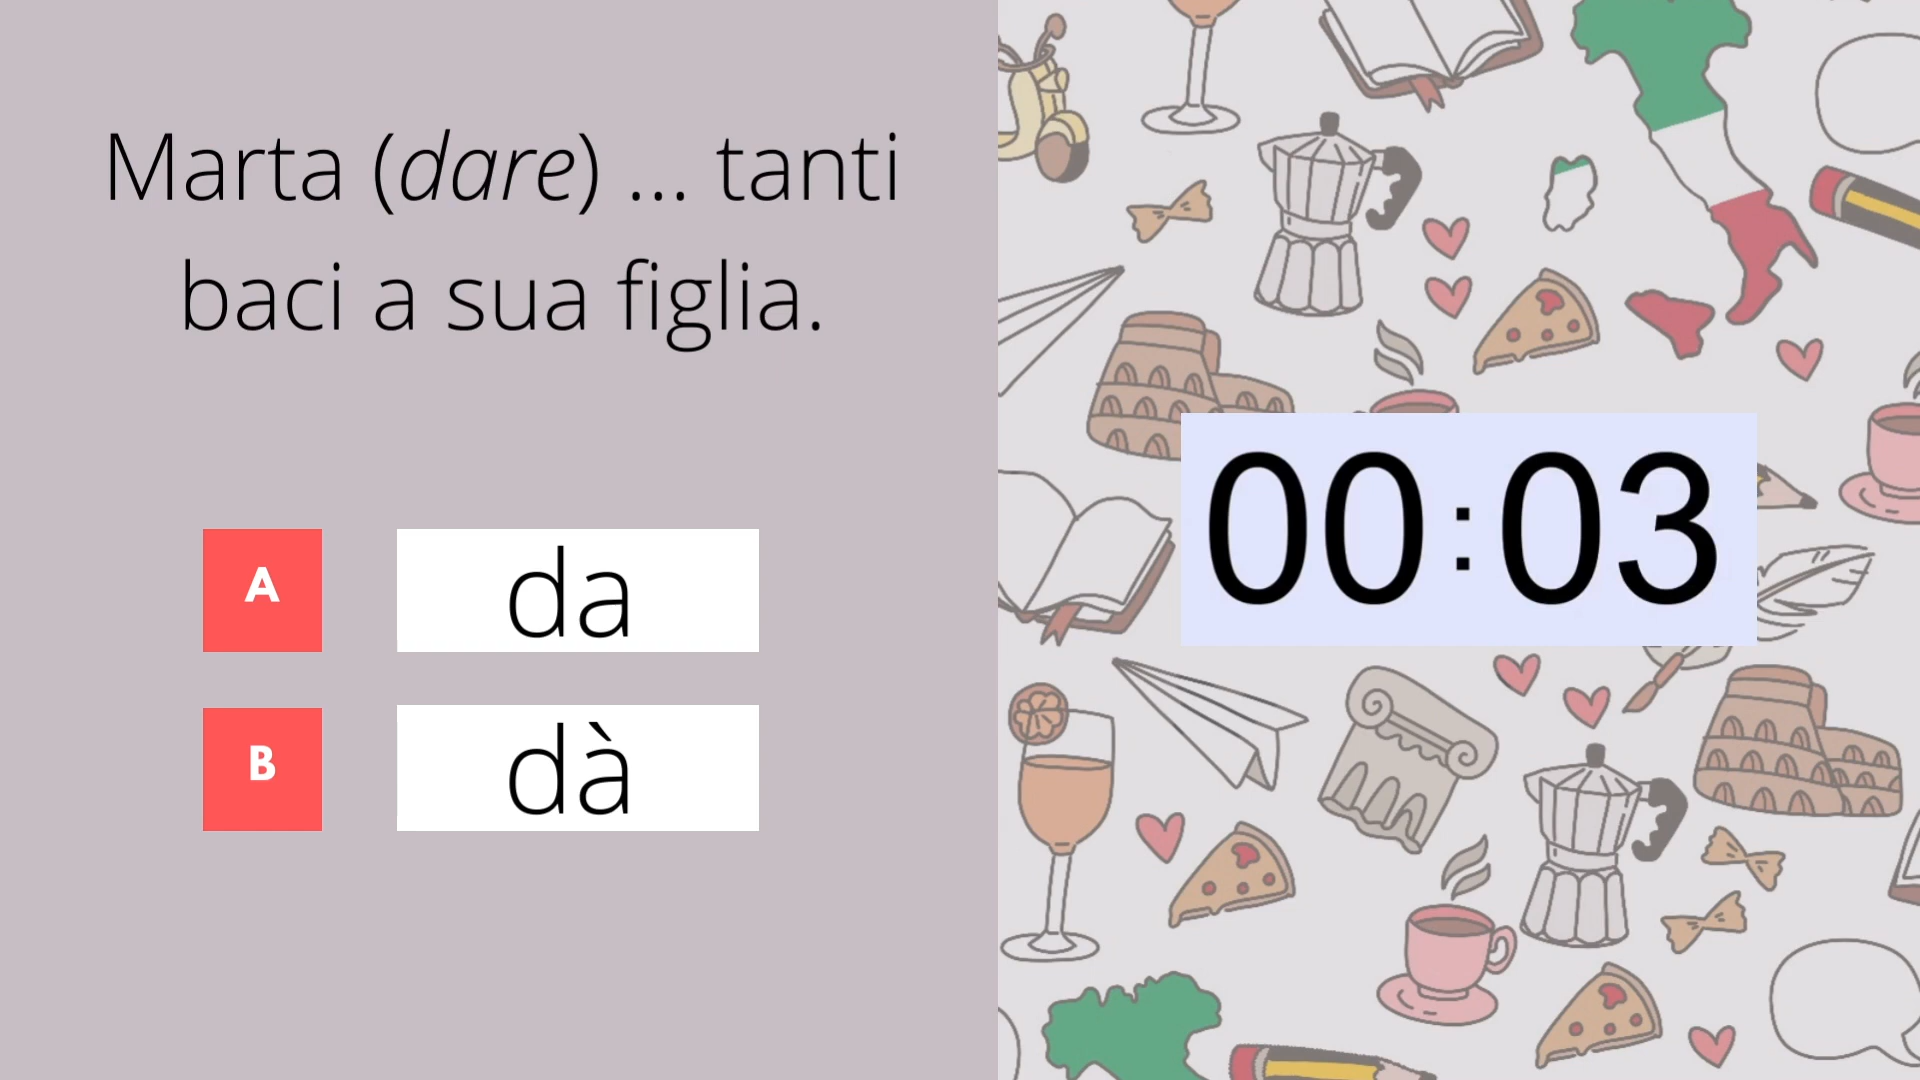 Marta (dare) ... tanti
baci a sua figlia.
A
da
B
dà
00:03